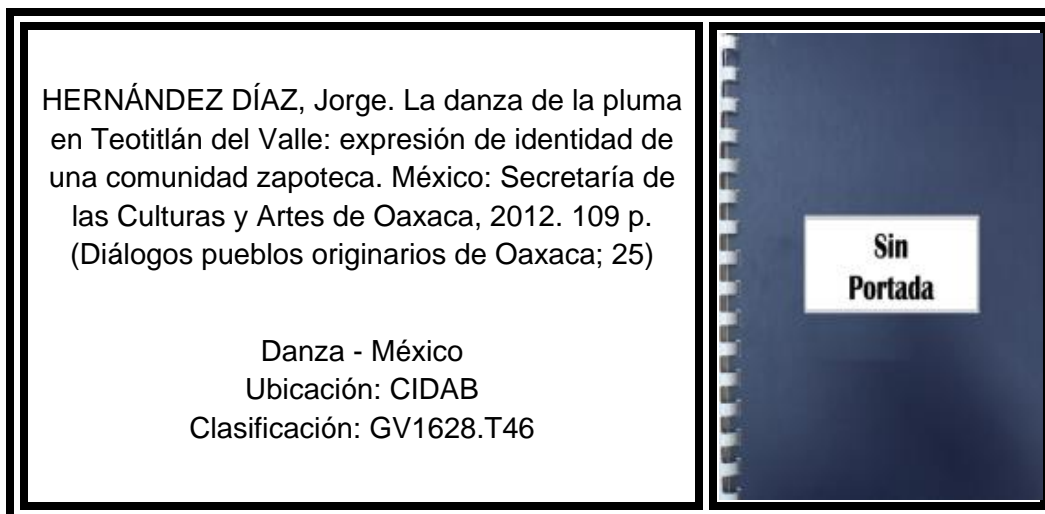 HERNÁNDEZ DÍAZ, Jorge. La danza de la pluma
en Teotitlán del Valle: expresión de identidad de
una comunidad zapoteca. México: Secretaría de
las Culturas y Artes de Oaxaca, 2012. 109 p.
(Diálogos pueblos originarios de Oaxaca; 25)
Danza - México
Ubicación: CIDAB
Clasificación: GV1628.T46
Sin
Portada